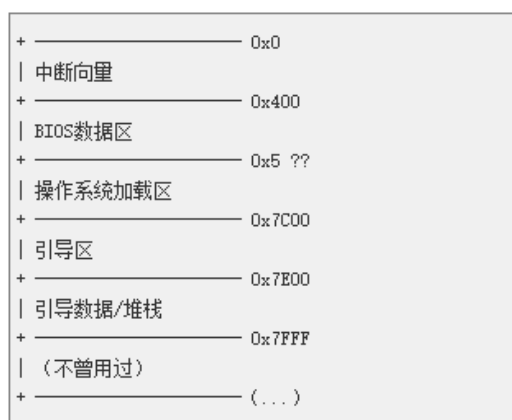 + ———————————— 0x0
| 中断向量
+ ———————————— 0x400
| BIOS数据区
+ ———————————— 0x5 ??
| 操作系统加载区
+ ———————————— 0x7C00
| 引导区
+ ———————————— 0x7E00
| 引导数据/堆栈
+ ———————————— 0x7FFF
| （不曾用过）
+ ———————————— (...)